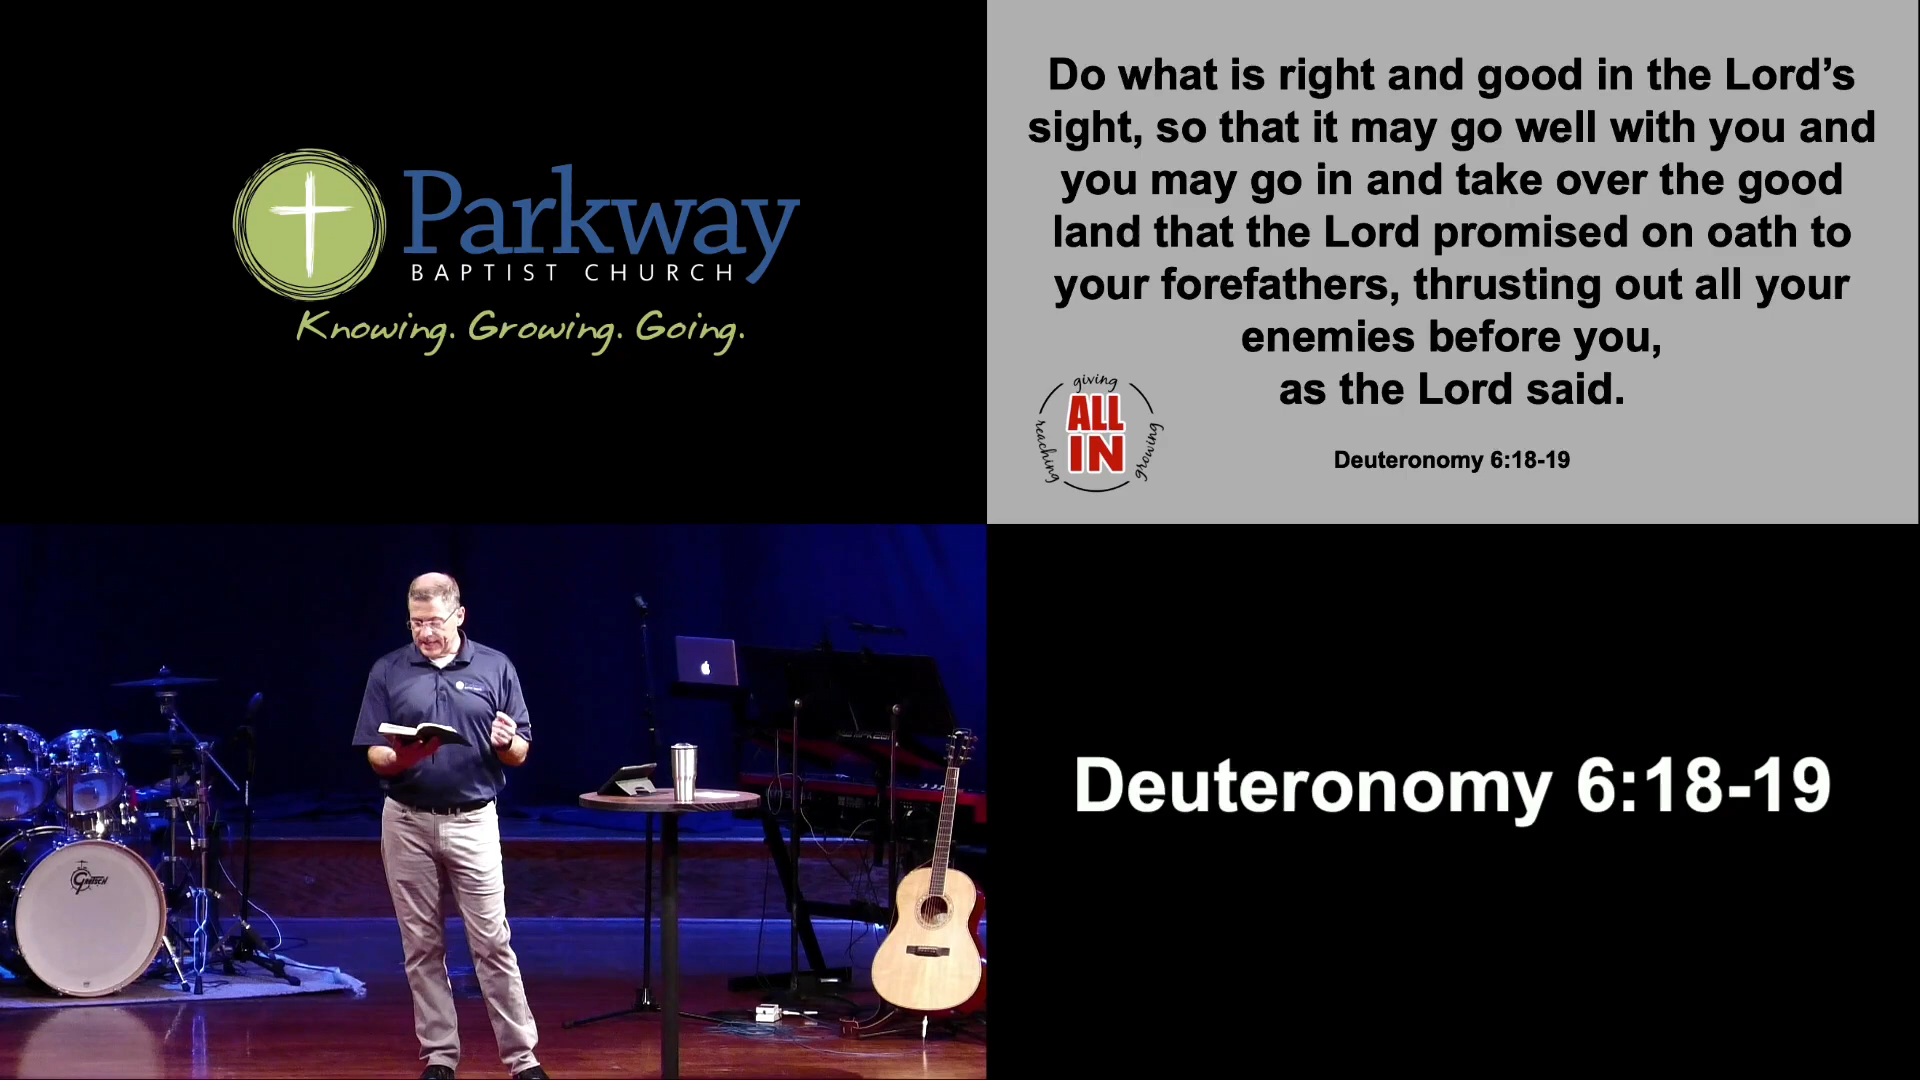 Parkway
BAPTIST CHURCH
Knowing. Growing. Going.
Do what is right and good in the Lord’s
sight, so that it may go well with you and
you may go in and take over the good
land that the Lord promised on oath to
your forefathers, thrusting out all your
enemies before you,
as the Lord said.
giving
ALL
IN
reaching
growing
Deuteronomy 6:18-19
Gretsch
Deuteronomy 6:18-19